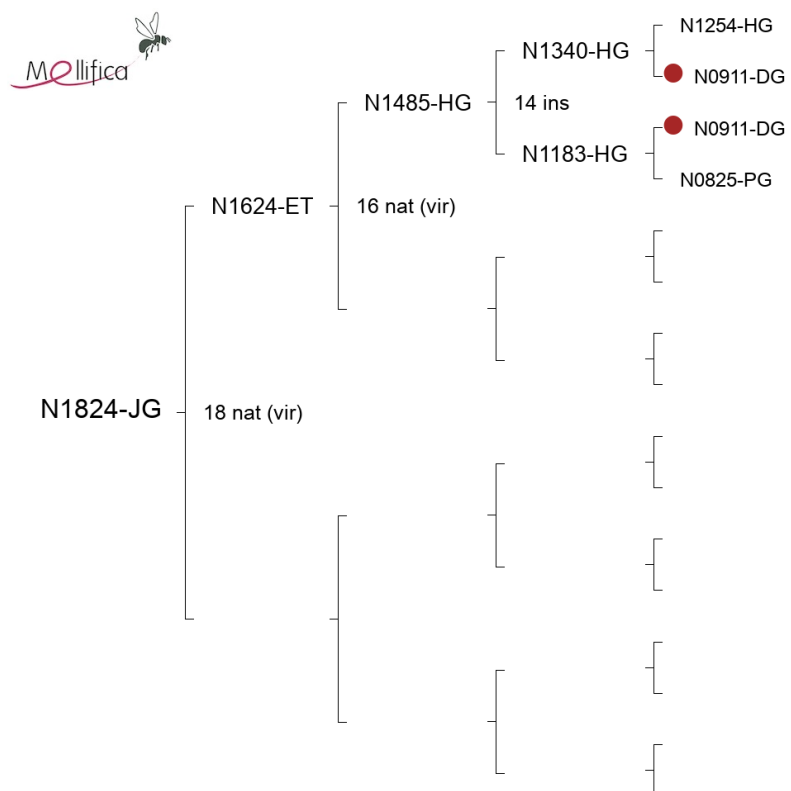 Mellifica
N1254-HG
N1340-HG
N0911-DG
N1485-HG
14 ins
N0911-DG
N1183-HG
N0825-PG
N1624-ET
16 nat (vir)
N1824-JG
18 nat (vir)